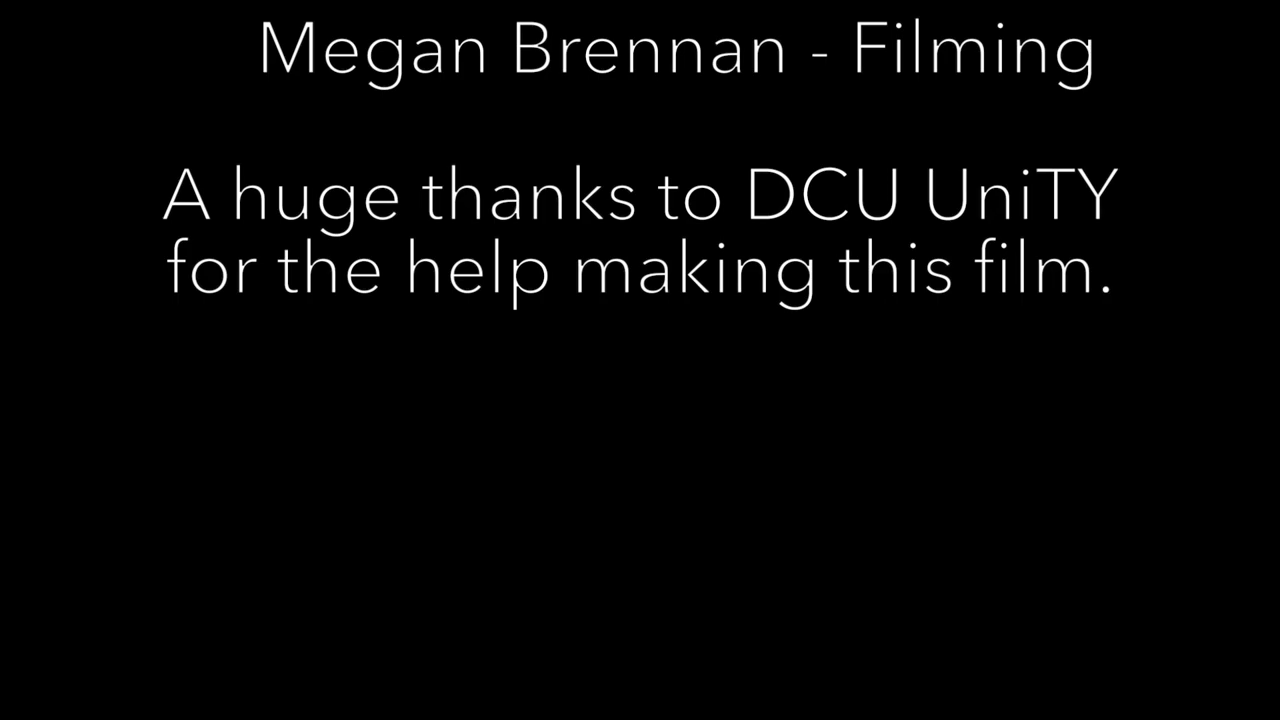 Megan Brennan - Filming
A huge thanks to DCU UniTY
for the help making this film.